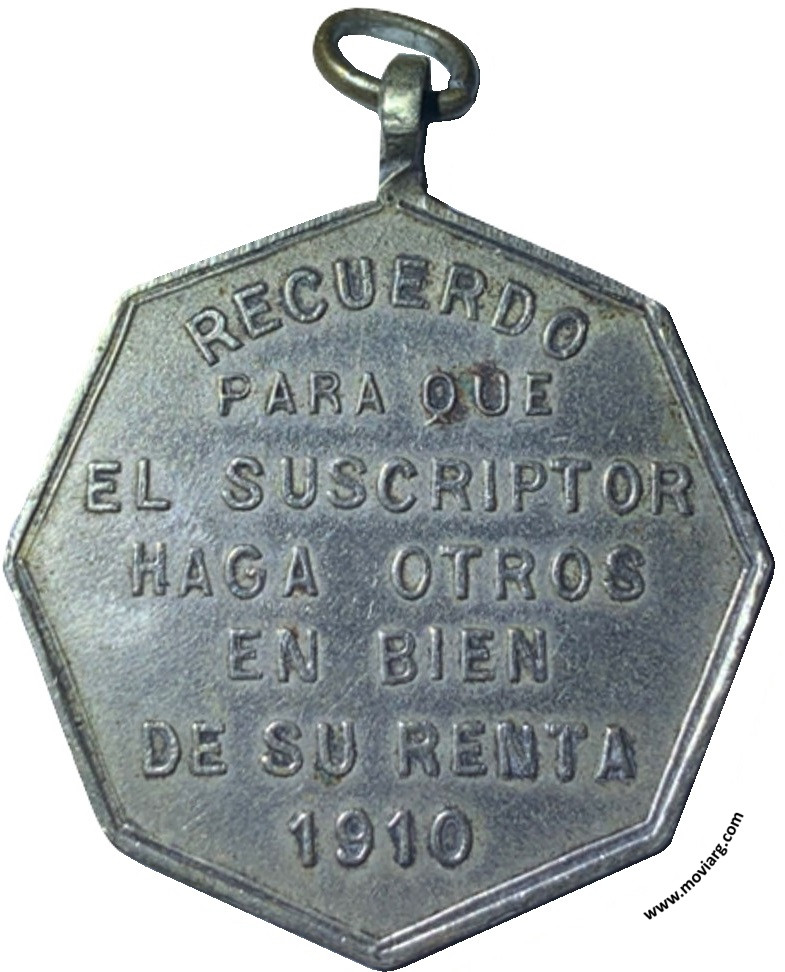 RECUERDO
PARA QUE
EL SUSCRIPTOR
HAGA OTROS
EN BIEN
DE SU RENTA
1910
www.moviarg.com